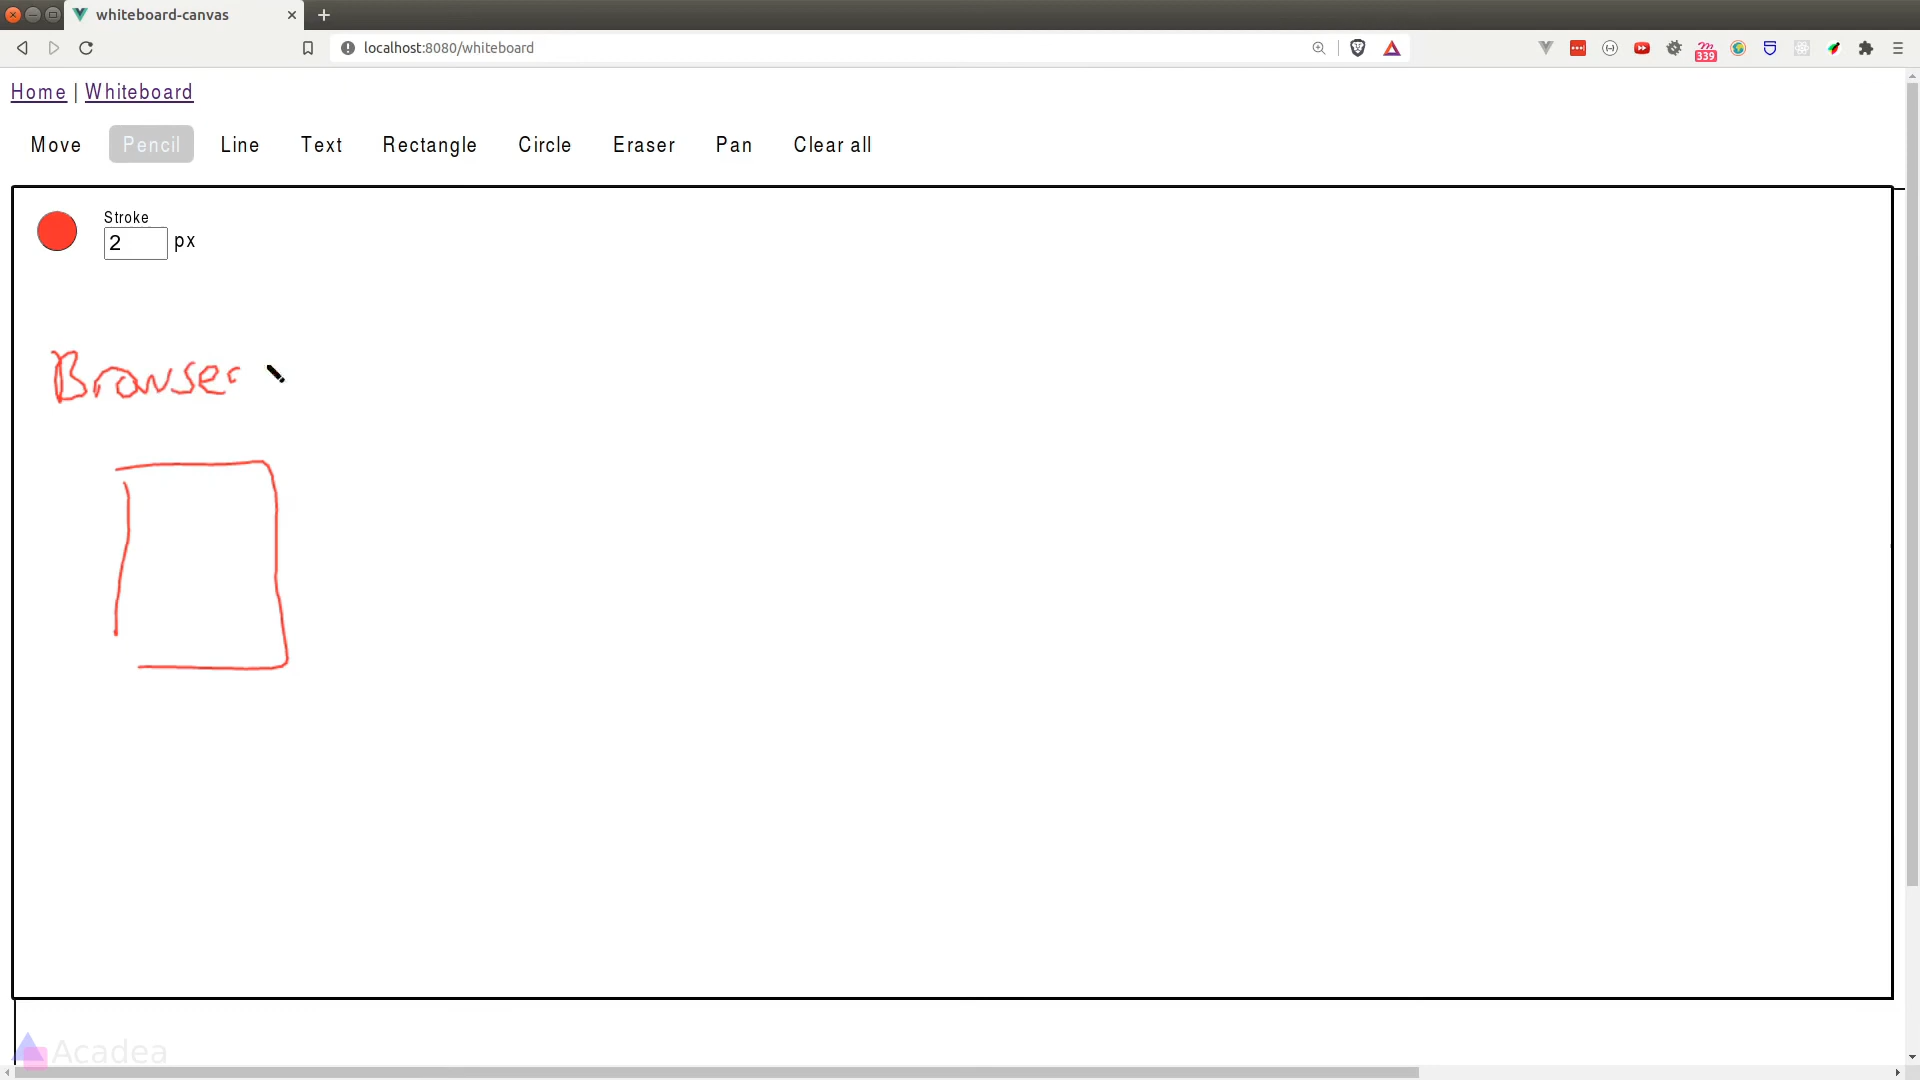 whiteboard-canvas
localhost:8080/whiteboard
339
Home | Whiteboard
Move Pencil Line Text Rectangle Circle Eraser Pan Clear all
Stroke
2 px
Browser
Acadea